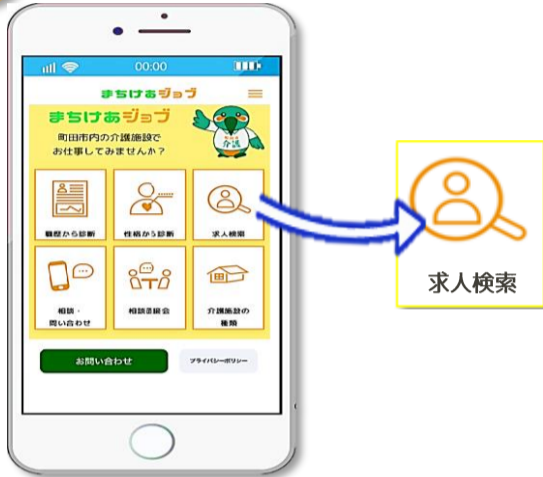 00:00
まちけあジョブ
まちけあジョブ
町田市内の介護施設で
お仕事してみませんか？
介護
職歴から診断
性格から診断
求人検索
相談・
問い合わせ
相談面接会
介護施設の
種類
お問い合わせ
プライバシーポリシー
求人検索